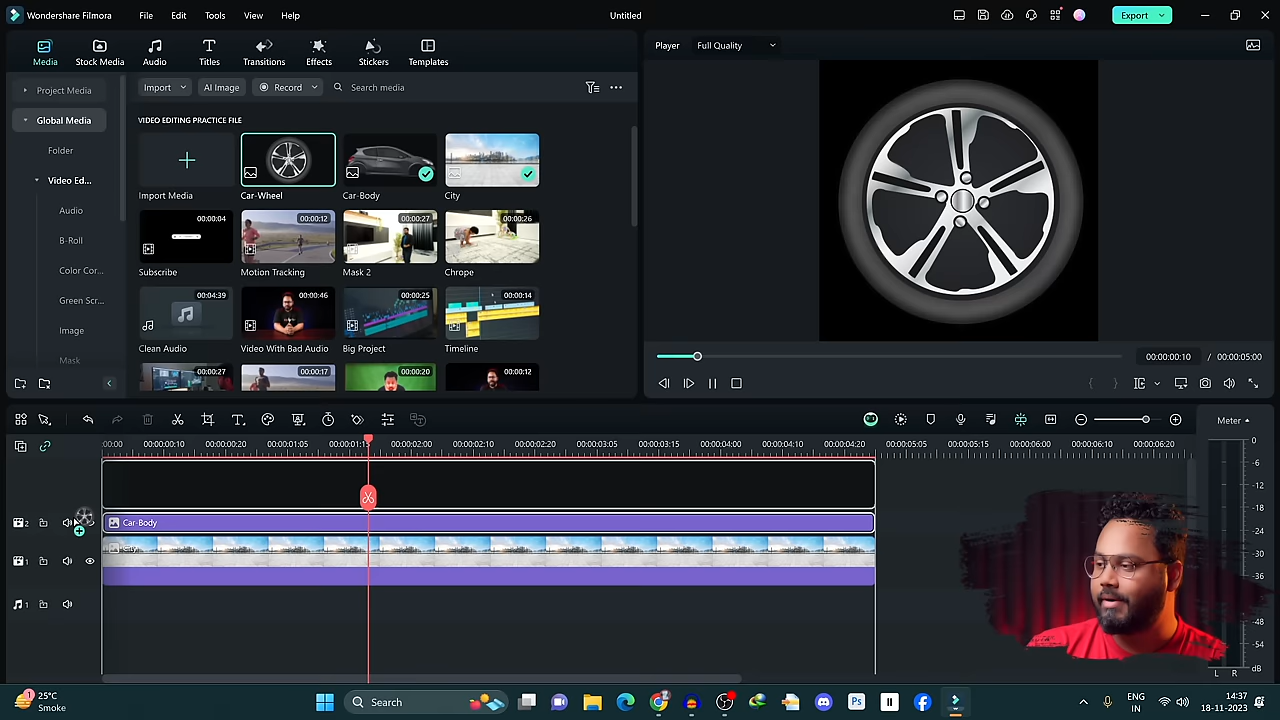 Wondershare Filmora File Edit Tools View Help Untitled Export
Media Stock Media Audio Titles Transitions Effects Stickers Templates
Player Full Quality
Project Media Import AI Image Record Search media
Global Media VIDEO EDITING PRACTICE FILE
Folder
Video Ed...
Audio
B-Roll
Color Cor...
Green Scr...
Image
Mask
Import Media Car-Wheel Car-Body City
00:00:04 00:00:12 00:00:27 00:00:26
Subscribe Motion Tracking Mask 2 Chrope
00:04:39 00:00:46 00:00:25 00:00:14
Clean Audio Video With Bad Audio Big Project Timeline
00:00:27 00:00:17 00:00:20 00:00:12
00:00:00:10 / 00:00:05:00
Meter
:00:00 00:00:00:10 00:00:00:20 00:00:01:05 00:00:01:15 00:00:02:00 00:00:02:10 00:00:02:20 00:00:03:05 00:00:03:15 00:00:04:00 00:00:04:10 00:00:04:20 00:00:05:05 00:00:05:15 00:00:06:00 00:00:06:10 00:00:06:20
2 Car-Body
1 City
1
0
-6
-12
-18
-24
-30
-36
-42
-48
-54
dB
L R
25°C
Smoke
Search
Ps
ENG
IN
14:37
18-11-2023